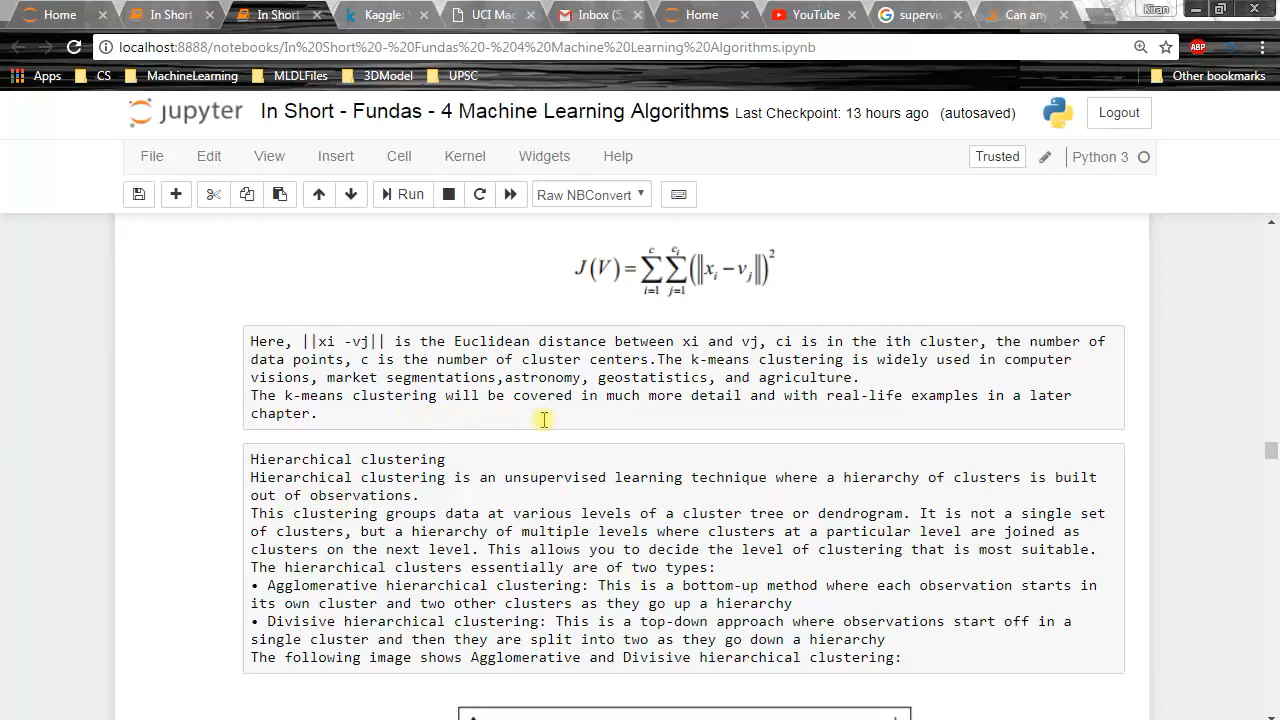 Home In Short In Short Kaggle: UCI Mac Inbox (5, Home YouTube supervis Can any Kiran
localhost:8888/notebooks/In%20Short%20-%20Fundas%20-%204%20Machine%20Learning%20Algorithms.ipynb ABP
Apps CS MachineLearning MLDLFiles 3DModel UPSC Other bookmarks
jupyter In Short - Fundas - 4 Machine Learning Algorithms Last Checkpoint: 13 hours ago (autosaved) Logout
File Edit View Insert Cell Kernel Widgets Help Trusted Python 3
Run Raw NBConvert
J(V) = ∑_{i=1}^{c} ∑_{j=1}^{c_i} (‖x_i − v_j‖)^2
Here, ||xi -vj|| is the Euclidean distance between xi and vj, ci is in the ith cluster, the number of
data points, c is the number of cluster centers.The k-means clustering is widely used in computer
visions, market segmentations,astronomy, geostatistics, and agriculture.
The k-means clustering will be covered in much more detail and with real-life examples in a later
chapter.
Hierarchical clustering
Hierarchical clustering is an unsupervised learning technique where a hierarchy of clusters is built
out of observations.
This clustering groups data at various levels of a cluster tree or dendrogram. It is not a single set
of clusters, but a hierarchy of multiple levels where clusters at a particular level are joined as
clusters on the next level. This allows you to decide the level of clustering that is most suitable.
The hierarchical clusters essentially are of two types:
• Agglomerative hierarchical clustering: This is a bottom-up method where each observation starts in
its own cluster and two other clusters as they go up a hierarchy
• Divisive hierarchical clustering: This is a top-down approach where observations start off in a
single cluster and then they are split into two as they go down a hierarchy
The following image shows Agglomerative and Divisive hierarchical clustering: